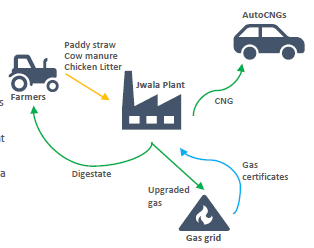 AutoCNGs
Paddy straw
Cow manure
Chicken Litter
Farmers
Jwala Plant
CNG
Digestate
Upgraded
gas
Gas
certificates
Gas grid